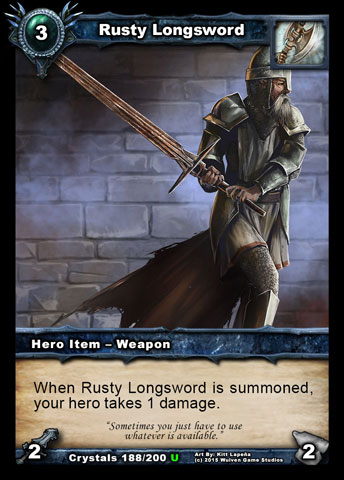 3
Rusty Longsword
Hero Item – Weapon
When Rusty Longsword is summoned,
your hero takes 1 damage.
"Sometimes you just have to use
whatever is available."
2
Crystals 188/200 U
Art By: Kitt Lapeña
(c) 2015 Wulven Game Studios
2